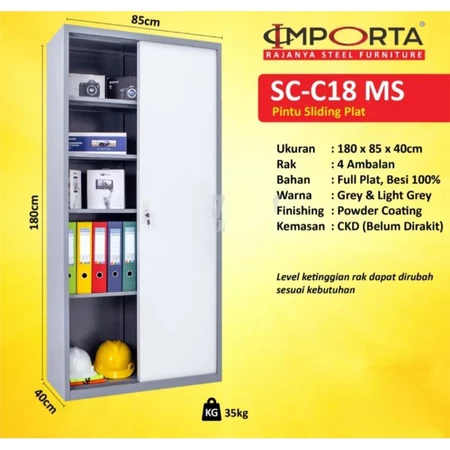 85cm
IMPORTA®
RAJANYA STEEL FURNITURE
SC-C18 MS
Pintu Sliding Plat
Ukuran : 180 x 85 x 40cm
Rak : 4 Ambalan
Bahan : Full Plat, Besi 100%
Warna : Grey & Light Grey
Finishing : Powder Coating
Kemasan : CKD (Belum Dirakit)
180cm
Level ketinggian rak dapat dirubah
sesuai kebutuhan
40cm
KG 35kg